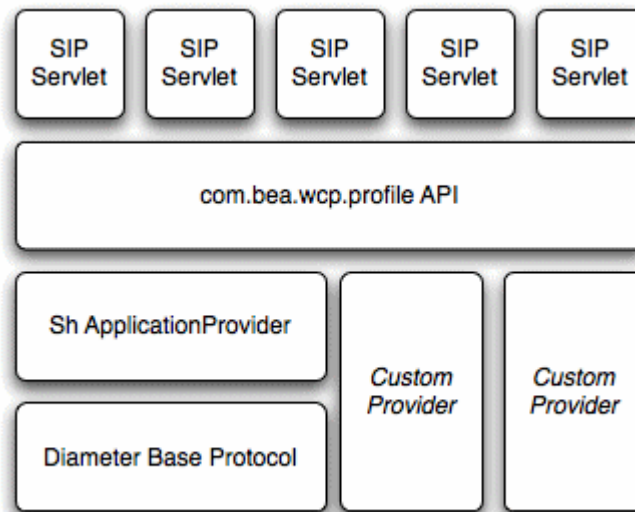 SIP
Servlet
SIP
Servlet
SIP
Servlet
SIP
Servlet
SIP
Servlet
com.bea.wcp.profile API
Sh ApplicationProvider
Custom
Provider
Custom
Provider
Diameter Base Protocol